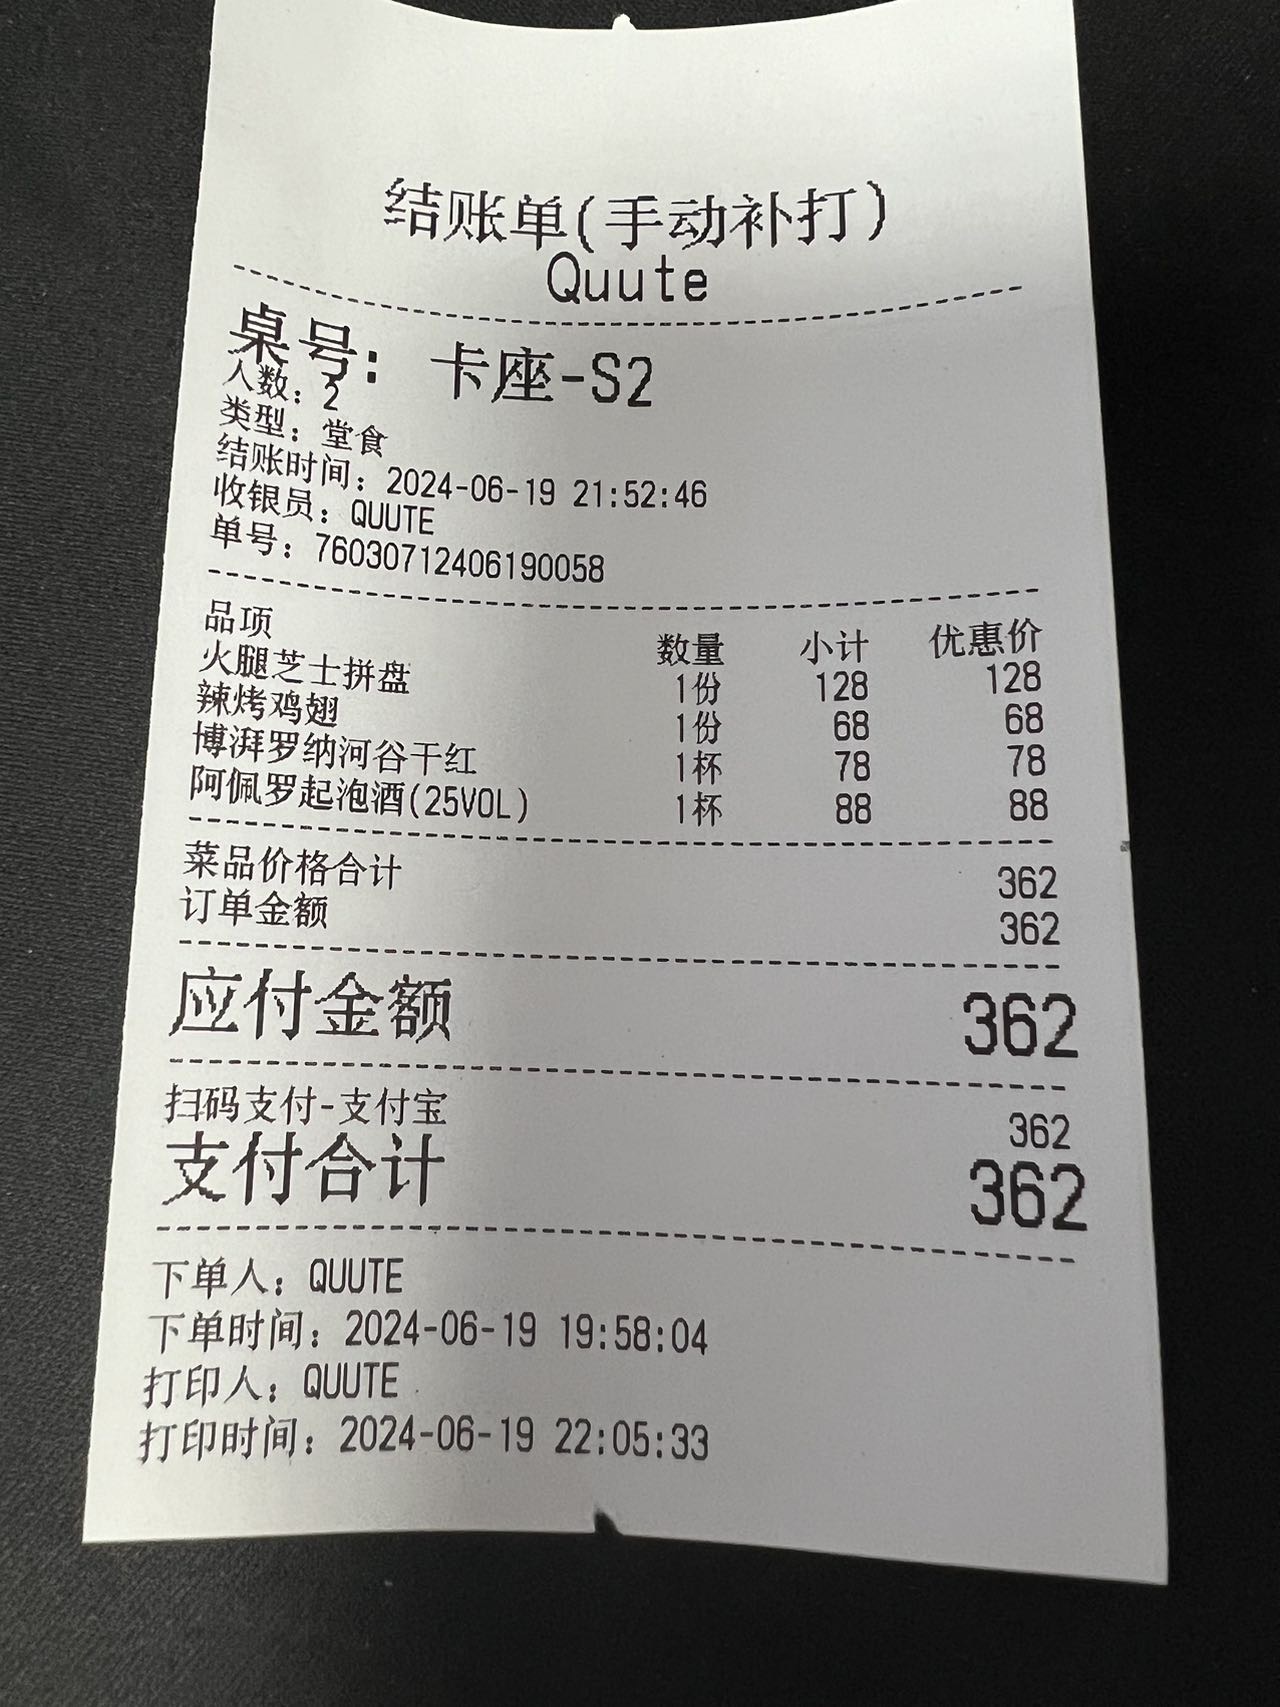 结账单(手动补打)
Quute
桌号: 卡座-S2
人数: 2
类型: 堂食
结账时间: 2024-06-19 21:52:46
收银员: QUUTE
单号: 76030712406190058
品项 数量 小计 优惠价
火腿芝士拼盘 1份 128 128
辣烤鸡翅 1份 68 68
博湃罗纳河谷干红 1杯 78 78
阿佩罗起泡酒(25VOL) 1杯 88 88
菜品价格合计 362
订单金额 362
应付金额 362
扫码支付-支付宝 362
支付合计 362
下单人: QUUTE
下单时间: 2024-06-19 19:58:04
打印人: QUUTE
打印时间: 2024-06-19 22:05:33